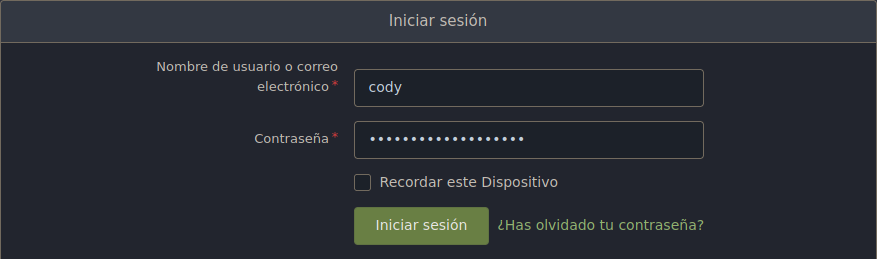 Iniciar sesión
Nombre de usuario o correo
electrónico *
cody
Contraseña *
•••••••••••••••••••
Recordar este Dispositivo
Iniciar sesión ¿Has olvidado tu contraseña?